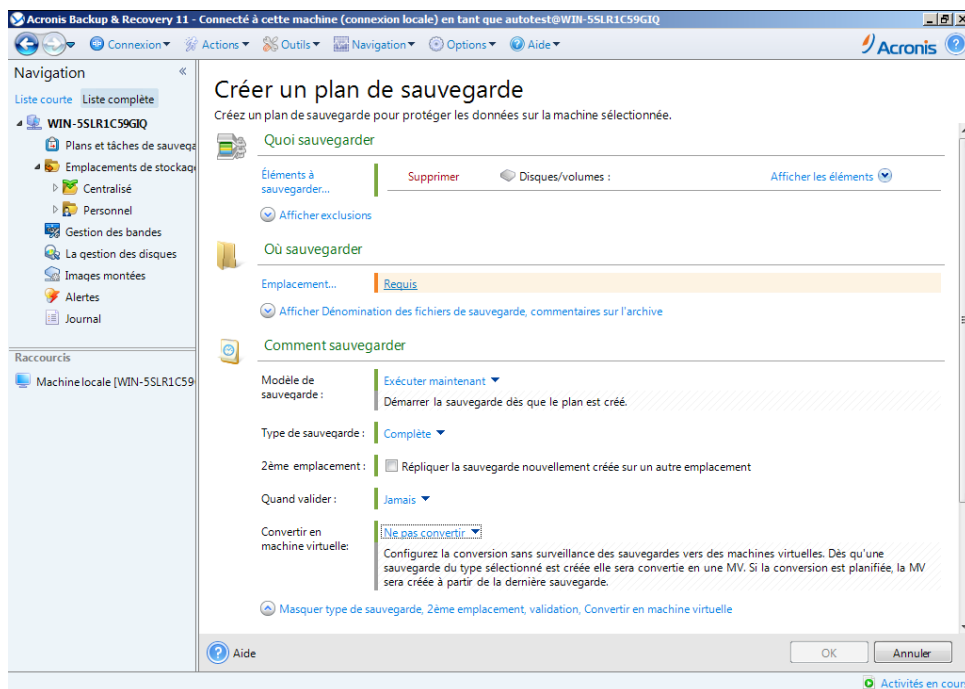 Acronis Backup & Recovery 11 - Connecté à cette machine (connexion locale) en tant que autotest@WIN-5SLR1C59GIQ
Connexion Actions Outils Navigation Options Aide Acronis
Navigation
Liste courte Liste complète
WIN-5SLR1C59GIQ
Plans et tâches de sauvega
Emplacements de stockag
Centralisé
Personnel
Gestion des bandes
La gestion des disques
Images montées
Alertes
Journal
Raccourcis
Machine locale [WIN-5SLR1C59
Créer un plan de sauvegarde
Créez un plan de sauvegarde pour protéger les données sur la machine sélectionnée.
Quoi sauvegarder
Éléments à
sauvegarder...
Supprimer Disques/volumes : Afficher les éléments
Afficher exclusions
Où sauvegarder
Emplacement... Requis
Afficher Dénomination des fichiers de sauvegarde, commentaires sur l'archive
Comment sauvegarder
Modèle de
sauvegarde :
Exécuter maintenant
Démarrer la sauvegarde dès que le plan est créé.
Type de sauvegarde : Complète
2ème emplacement : Répliquer la sauvegarde nouvellement créée sur un autre emplacement
Quand valider : Jamais
Convertir en
machine virtuelle:
Ne pas convertir
Configurez la conversion sans surveillance des sauvegardes vers des machines virtuelles. Dès qu'une
sauvegarde du type sélectionné est créée elle sera convertie en une MV. Si la conversion est planifiée, la MV
sera créée à partir de la dernière sauvegarde.
Masquer type de sauvegarde, 2ème emplacement, validation, Convertir en machine virtuelle
Aide OK Annuler
Activités en cour